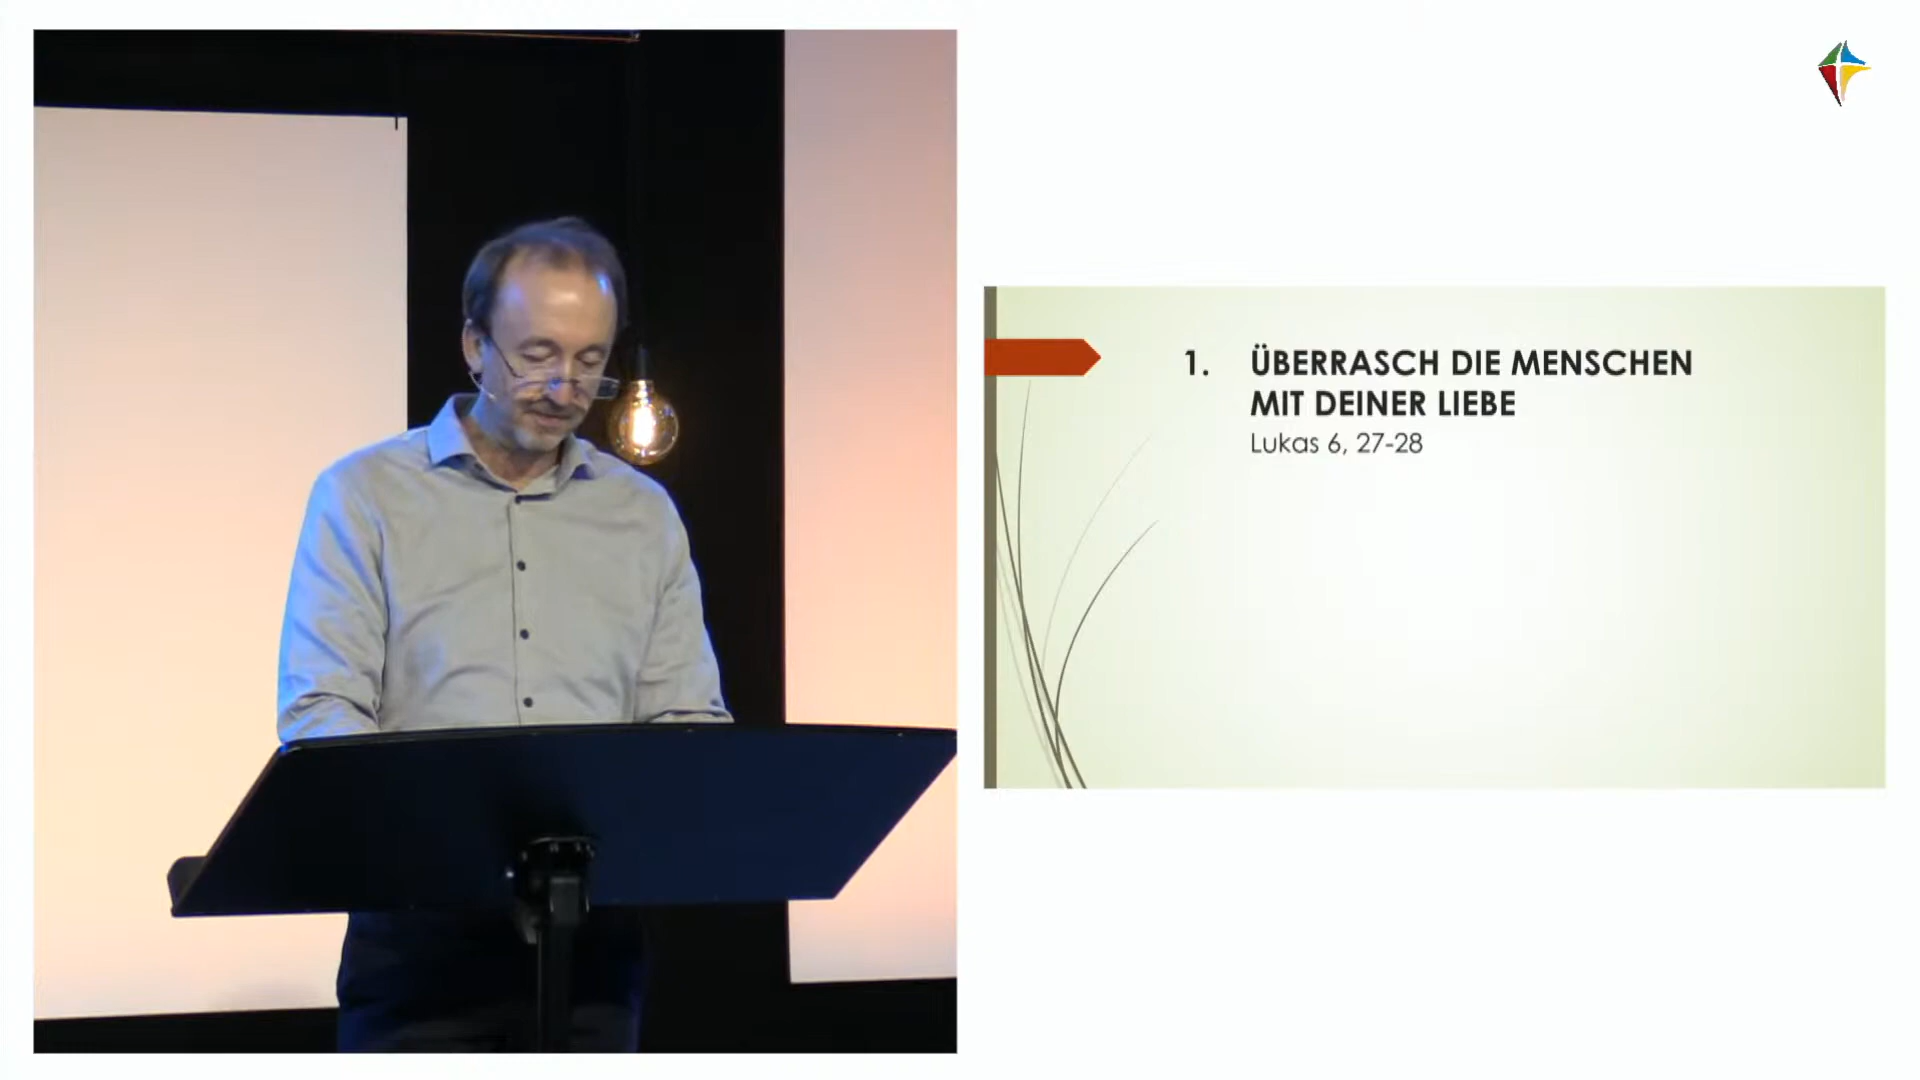 1. ÜBERRASCH DIE MENSCHEN
MIT DEINER LIEBE
Lukas 6, 27-28